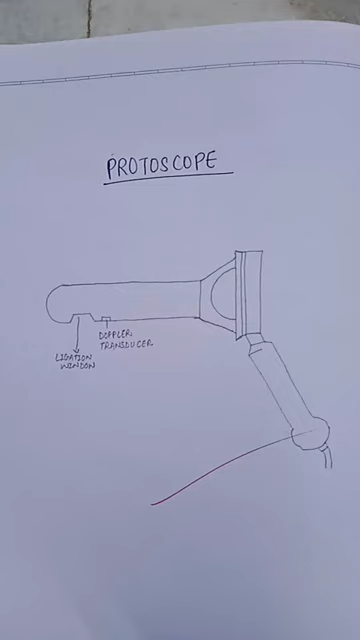 PROTOSCOPE
DOPPLER
TRANSDUCER
LIGATION
WINDOW